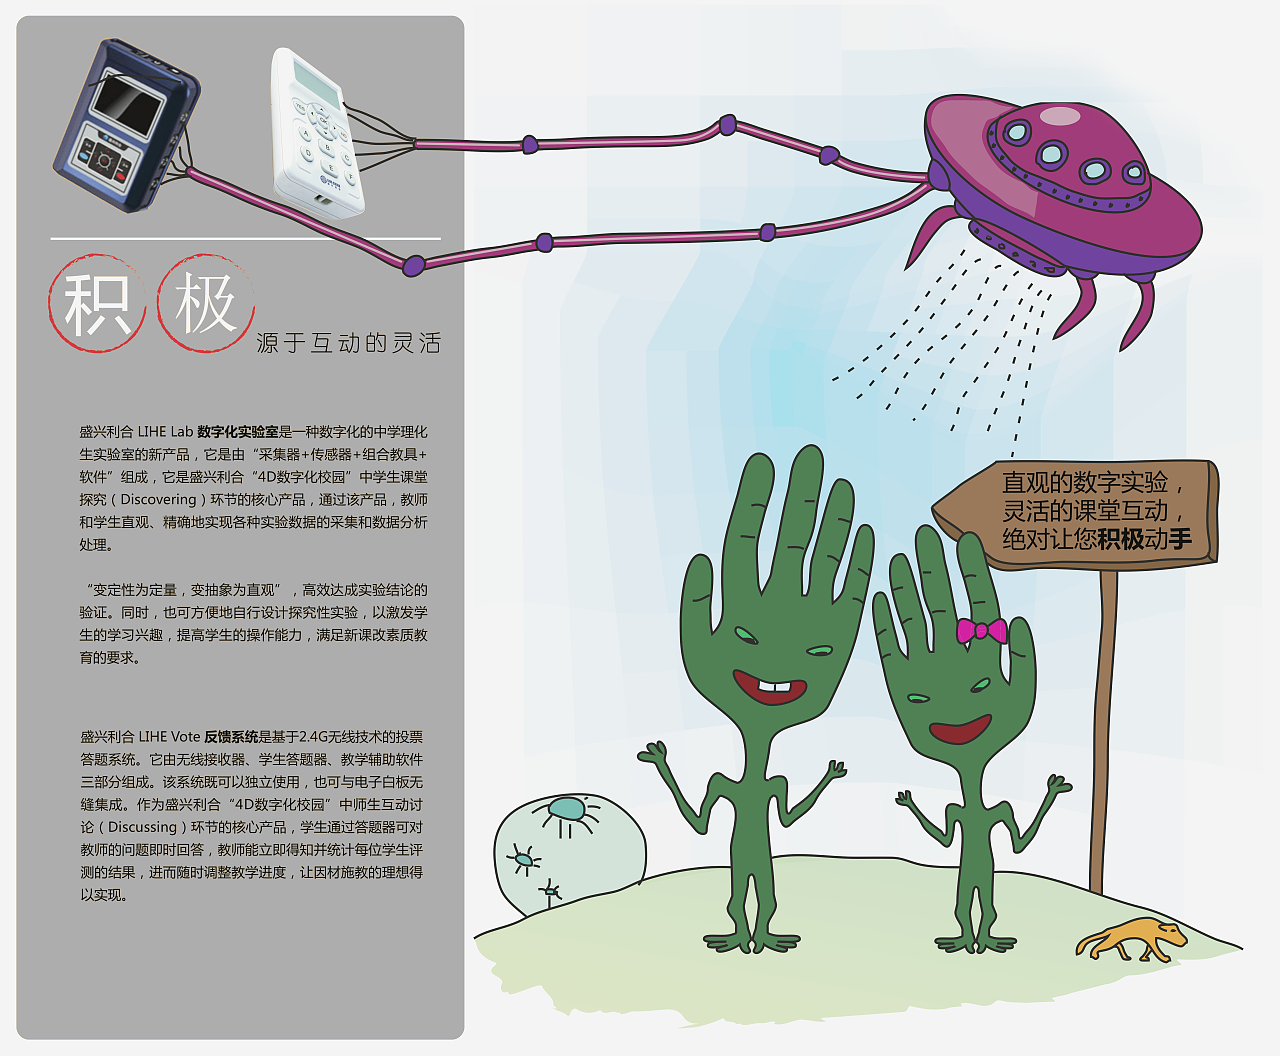 积极
源于互动的灵活
盛兴利合 LIHE Lab 数字化实验室是一种数字化的中学理化
生实验室的新产品，它是由“采集器+传感器+组合教具+
软件”组成，它是盛兴利合“4D数字化校园”中学生课堂
探究（Discovering）环节的核心产品，通过该产品，教师
和学生直观、精确地实现各种实验数据的采集和数据分析
处理。
“变定性为定量，变抽象为直观”，高效达成实验结论的
验证。同时，也可方便地自行设计探究性实验，以激发学
生的学习兴趣，提高学生的操作能力，满足新课改素质教
育的要求。
盛兴利合 LIHE Vote 反馈系统是基于2.4G无线技术的投票
答题系统。它由无线接收器、学生答题器、教学辅助软件
三部分组成。该系统既可以独立使用，也可与电子白板无
缝集成。作为盛兴利合“4D数字化校园”中师生互动讨
论（Discussing）环节的核心产品，学生通过答题器可对
教师的问题即时回答，教师能立即得知并统计每位学生评
测的结果，进而随时调整教学进度，让因材施教的理想得
以实现。
直观的数字实验，
灵活的课堂互动，
绝对让您积极动手